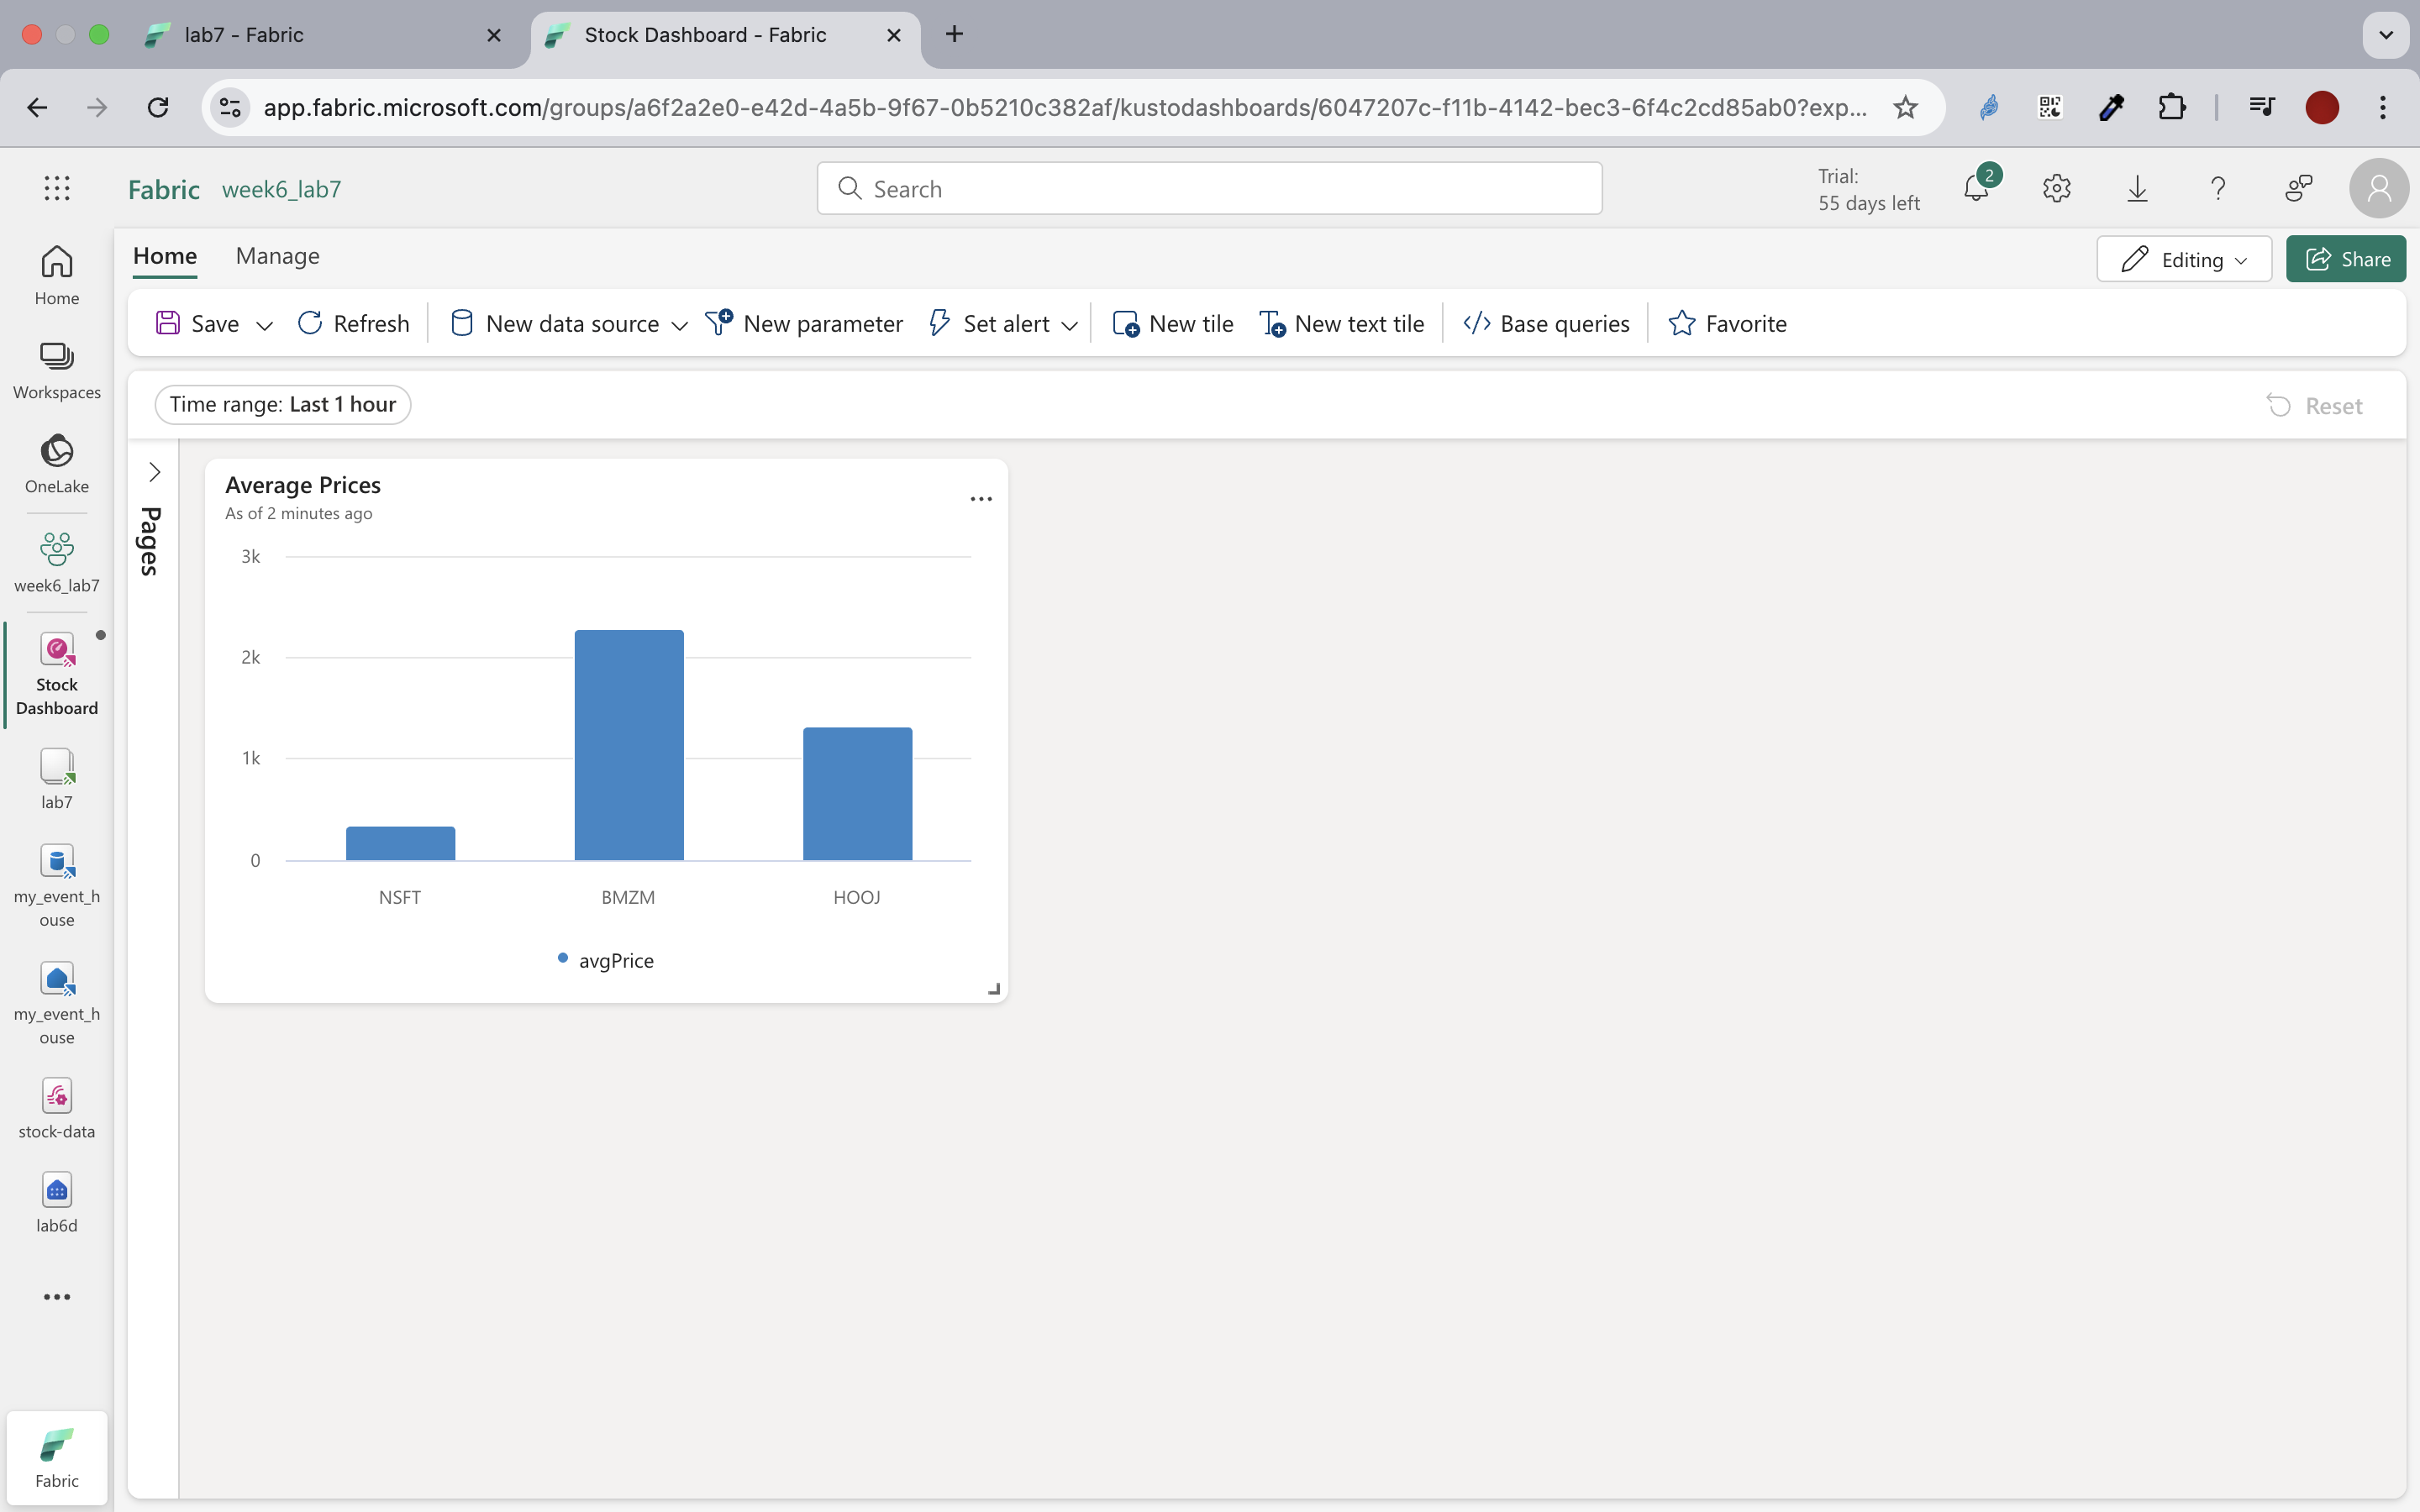 lab7 - Fabric
Stock Dashboard - Fabric
app.fabric.microsoft.com/groups/a6f2a2e0-e42d-4a5b-9f67-0b5210c382af/kustodashboards/6047207c-f11b-4142-bec3-6f4c2cd85ab0?exp...
Fabric week6_lab7
Search
Trial:
55 days left
2
Home Manage
Editing
Share
Save Refresh New data source New parameter Set alert New tile New text tile Base queries Favorite
Time range: Last 1 hour
Reset
Home
Workspaces
OneLake
week6_lab7
Stock
Dashboard
lab7
my_event_h
ouse
my_event_h
ouse
stock-data
lab6d
Fabric
Pages
Average Prices
As of 2 minutes ago
3k
2k
1k
0
NSFT BMZM HOOJ
avgPrice